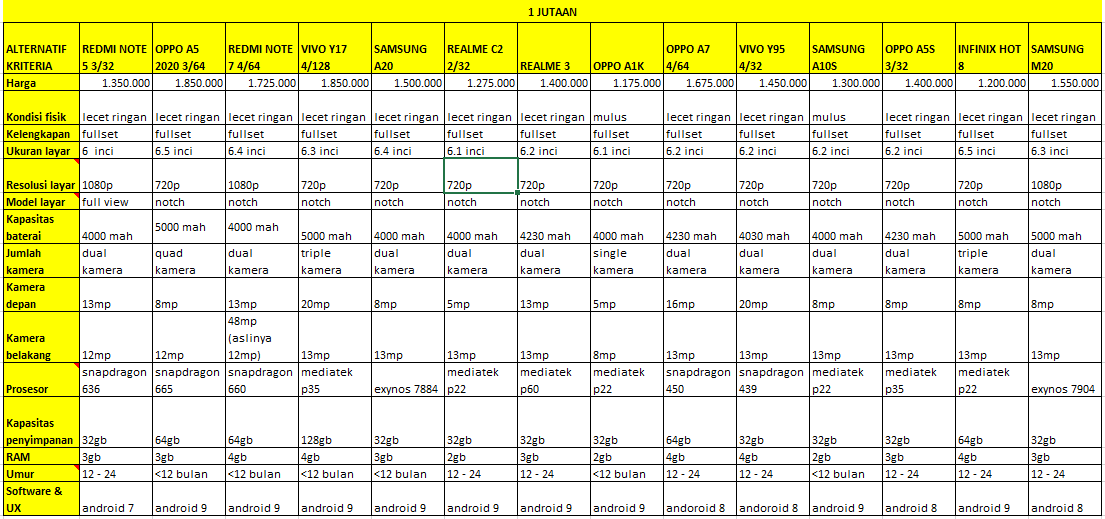 1 JUTAAN
ALTERNATIF KRITERIA REDMI NOTE 5 3/32 OPPO A5 2020 3/64 REDMI NOTE 7 4/64 VIVO Y17 4/128 SAMSUNG A20 REALME C2 2/32 REALME 3 OPPO A1K OPPO A7 4/64 VIVO Y95 4/32 SAMSUNG A10S OPPO A5S 3/32 INFINIX HOT 8 SAMSUNG M20
Harga 1.350.000 1.850.000 1.725.000 1.850.000 1.500.000 1.275.000 1.400.000 1.175.000 1.675.000 1.450.000 1.300.000 1.400.000 1.200.000 1.550.000
Kondisi fisik lecet ringan lecet ringan lecet ringan lecet ringan lecet ringan lecet ringan lecet ringan mulus lecet ringan lecet ringan mulus lecet ringan lecet ringan lecet ringan
Kelengkapan fullset fullset fullset fullset fullset fullset fullset fullset fullset fullset fullset fullset fullset fullset
Ukuran layar 6 inci 6.5 inci 6.4 inci 6.3 inci 6.4 inci 6.1 inci 6.2 inci 6.1 inci 6.2 inci 6.2 inci 6.2 inci 6.2 inci 6.5 inci 6.3 inci
Resolusi layar 1080p 720p 1080p 720p 720p 720p 720p 720p 720p 720p 720p 720p 720p 1080p
Model layar full view notch notch notch notch notch notch notch notch notch notch notch notch notch
Kapasitas baterai 4000 mah 5000 mah 4000 mah 5000 mah 4000 mah 4000 mah 4230 mah 4000 mah 4230 mah 4030 mah 4000 mah 4230 mah 5000 mah 5000 mah
Jumlah kamera dual kamera quad kamera dual kamera triple kamera dual kamera dual kamera dual kamera single kamera dual kamera dual kamera dual kamera dual kamera triple kamera dual kamera
Kamera depan 13mp 8mp 13mp 20mp 8mp 5mp 13mp 5mp 16mp 20mp 8mp 8mp 8mp 8mp
Kamera belakang 12mp 12mp 48mp (aslinya 12mp) 13mp 13mp 13mp 13mp 8mp 13mp 13mp 13mp 13mp 13mp 13mp
Prosesor snapdragon 636 snapdragon 665 snapdragon 660 mediatek p35 exynos 7884 mediatek p22 mediatek p60 mediatek p22 snapdragon 450 snapdragon 439 mediatek p22 mediatek p35 mediatek p22 exynos 7904
Kapasitas penyimpanan 32gb 64gb 64gb 128gb 32gb 32gb 32gb 32gb 64gb 32gb 32gb 32gb 64gb 32gb
RAM 3gb 3gb 4gb 4gb 3gb 2gb 3gb 2gb 4gb 4gb 2gb 3gb 4gb 3gb
Umur 12 - 24 <12 bulan <12 bulan <12 bulan <12 bulan 12 - 24 12 - 24 <12 bulan 12 - 24 12 - 24 <12 bulan 12 - 24 12 - 24 12 - 24
Software & UX android 7 android 9 android 9 android 9 android 9 android 9 android 9 android 9 andoroid 8 andoroid 8 android 9 android 8 android 9 android 8